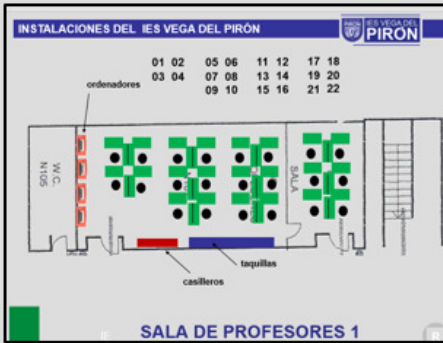 INSTALACIONES DEL IES VEGA DEL PIRÓN
IES VEGA DEL
PIRÓN
01 02 05 06 11 12 17 18
03 04 07 08 13 14 19 20
09 10 15 16 21 22
ordenadores
W.C.
N105
SALA
taquillas
casilleros
SALA DE PROFESORES 1